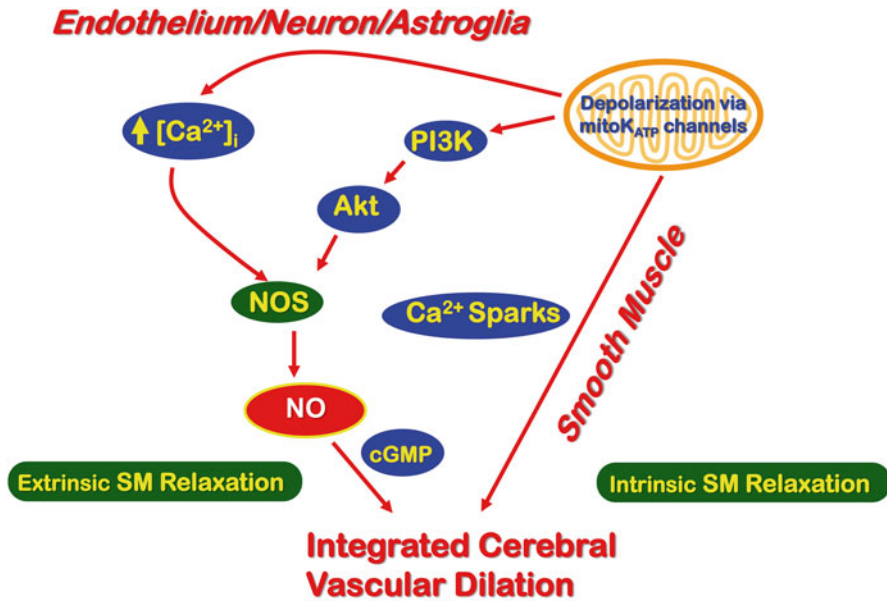 Endothelium/Neuron/Astroglia
Depolarization via
mitoK_ATP channels
[Ca²⁺]ᵢ
PI3K
Akt
NOS
Ca²⁺ Sparks
Smooth Muscle
NO
cGMP
Extrinsic SM Relaxation
Intrinsic SM Relaxation
Integrated Cerebral
Vascular Dilation